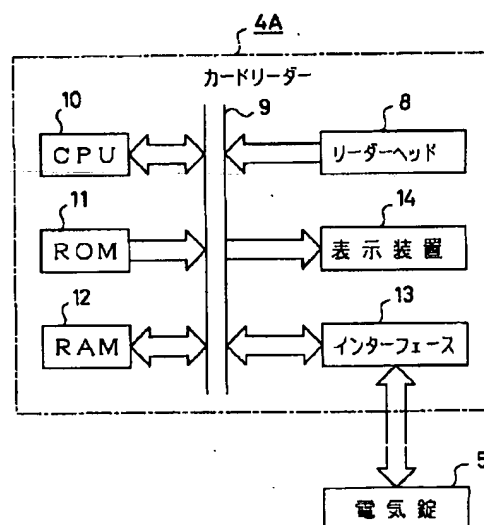 4A
カードリーダー
10
9
8
CPU
リーダーヘッド
11
14
ROM
表示装置
12
13
RAM
インターフェース
5
電気錠